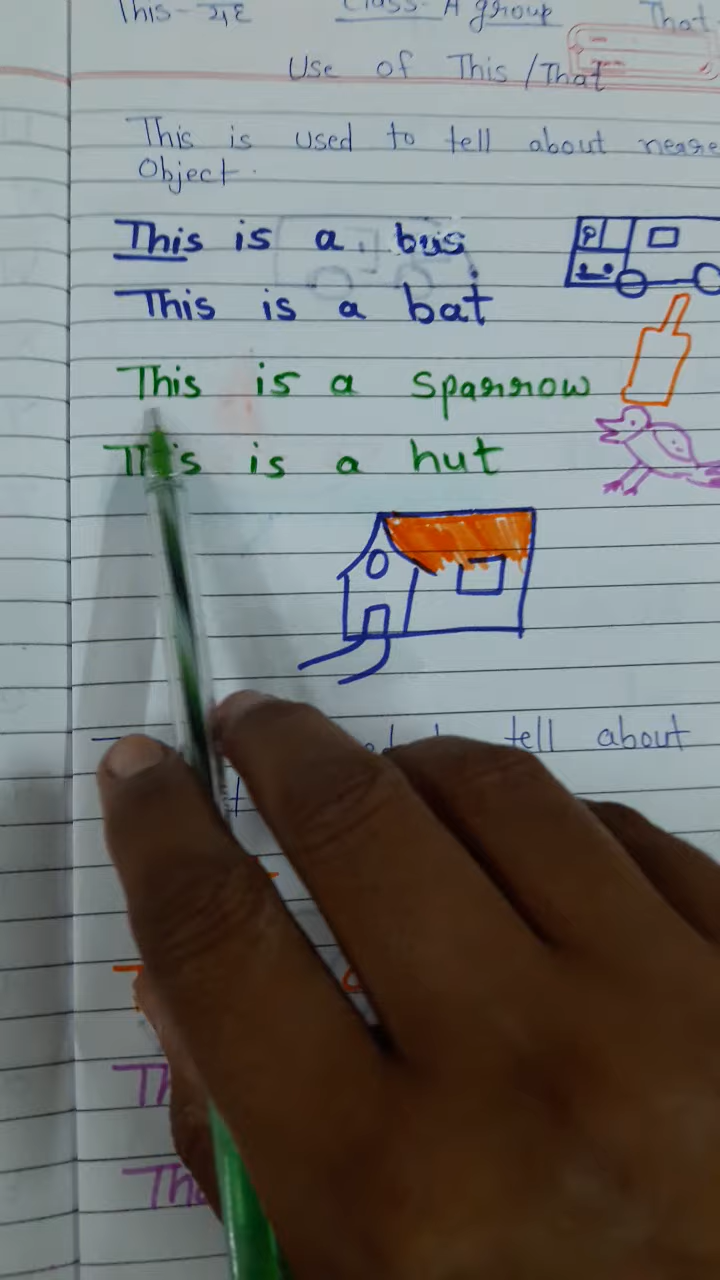 This - यह Class - A group That
Use of This / That
This is used to tell about
Object.
This is a bus
This is a bat
This is a Sparrow
This is a hut
tell about